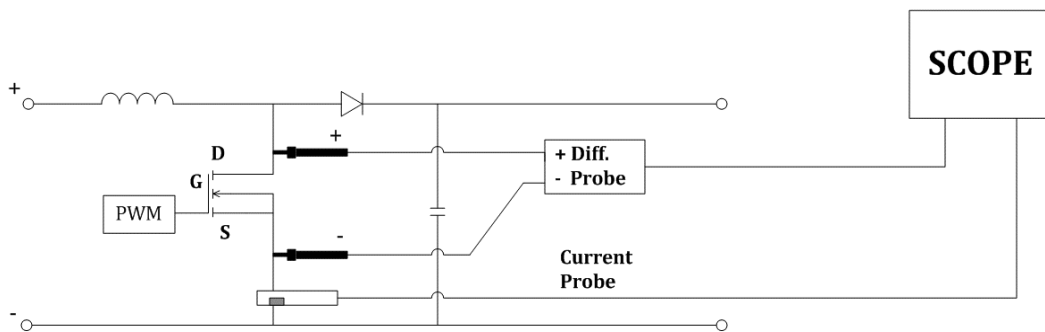 SCOPE
+
+
D
+ Diff.
- Probe
G
PWM
S
-
Current
Probe
-